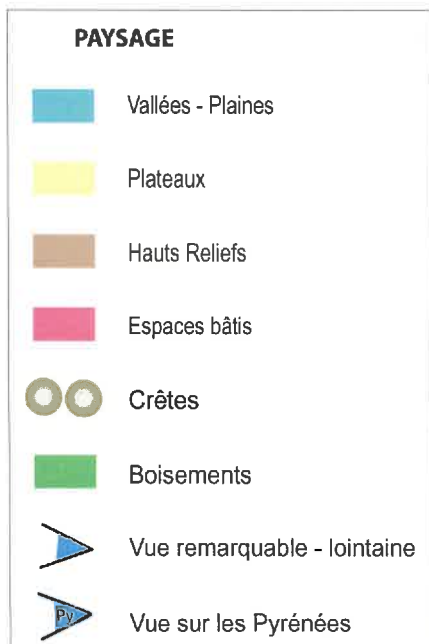 PAYSAGE
Vallées - Plaines
Plateaux
Hauts Reliefs
Espaces bâtis
Crêtes
Boisements
Vue remarquable - lointaine
Py
Vue sur les Pyrénées